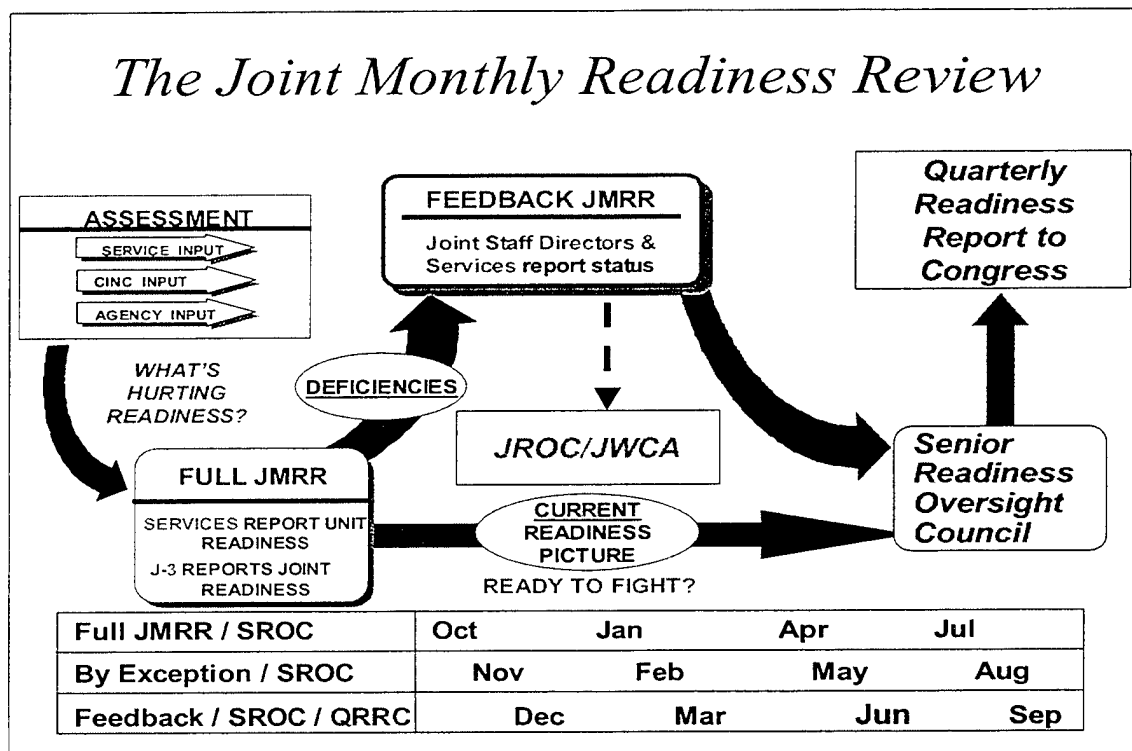 The Joint Monthly Readiness Review
ASSESSMENT
SERVICE INPUT
CINC INPUT
AGENCY INPUT
WHAT'S
HURTING
READINESS?
FEEDBACK JMRR
Joint Staff Directors &
Services report status
Quarterly
Readiness
Report to
Congress
DEFICIENCIES
JROC/JWCA
FULL JMRR
SERVICES REPORT UNIT
READINESS
J-3 REPORTS JOINT
READINESS
CURRENT
READINESS
PICTURE
READY TO FIGHT?
Senior
Readiness
Oversight
Council
Full JMRR / SROC Oct Jan Apr Jul
By Exception / SROC Nov Feb May Aug
Feedback / SROC / QRRC Dec Mar Jun Sep